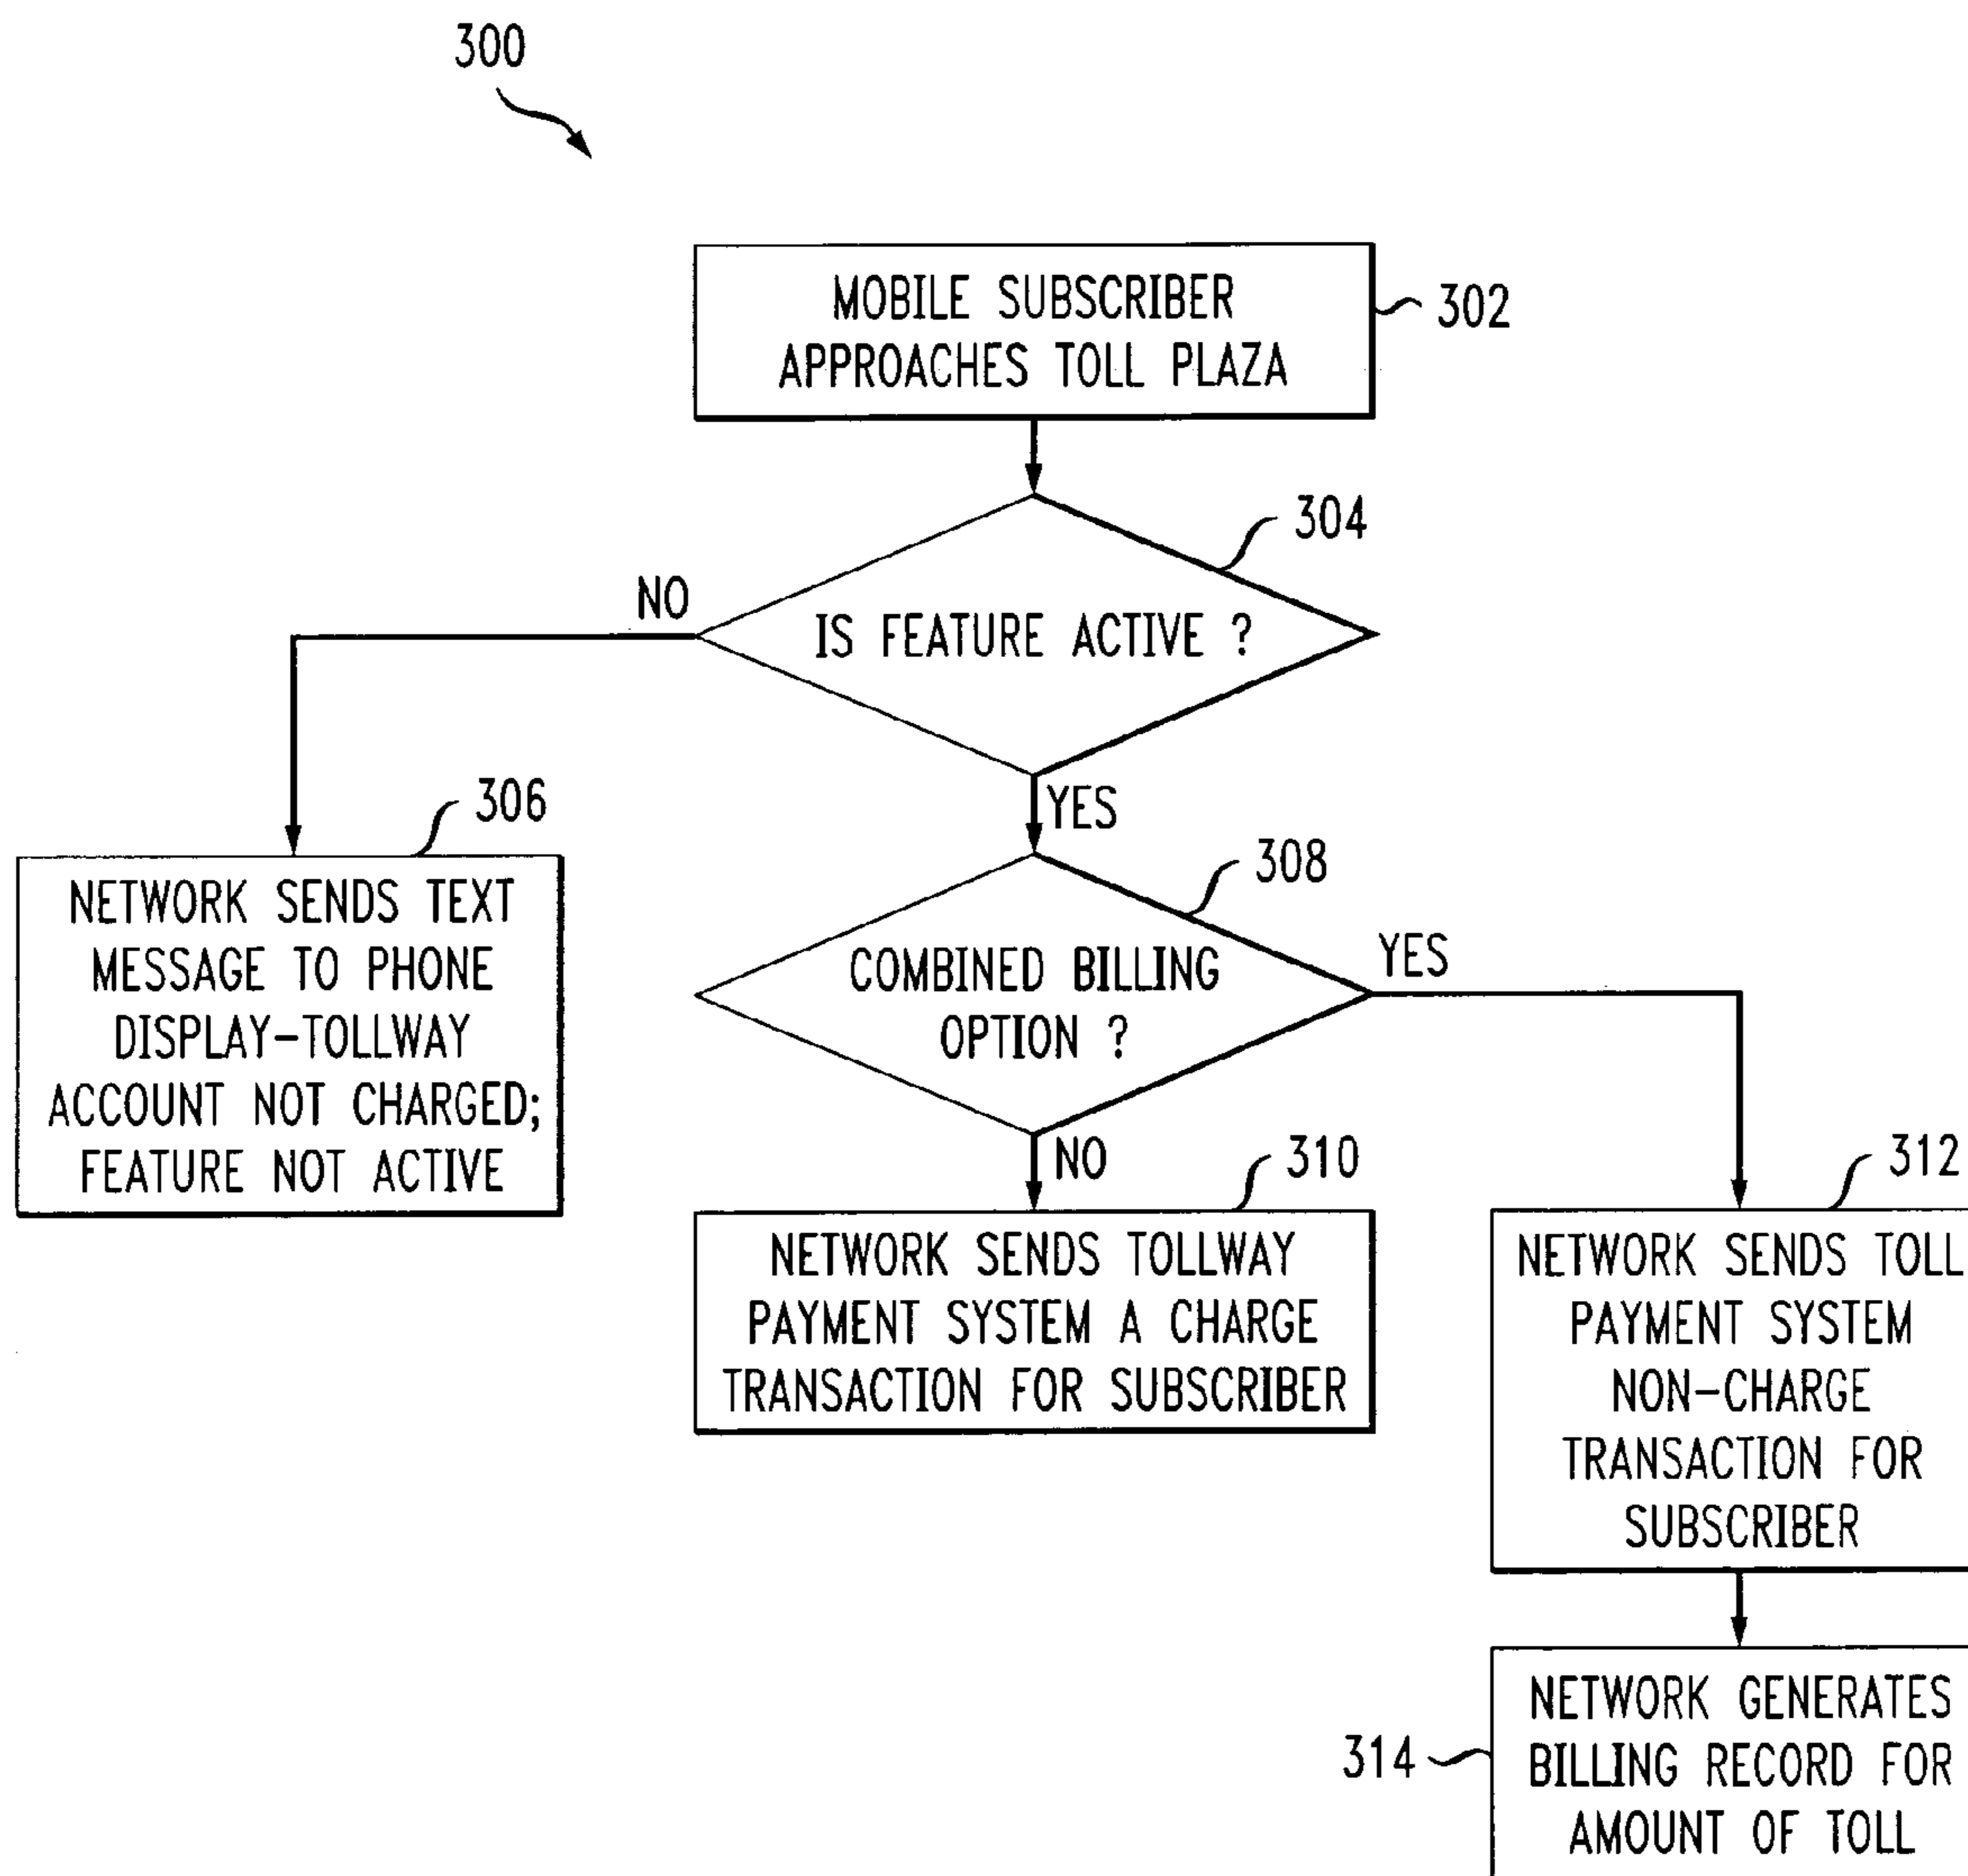 300
MOBILE SUBSCRIBER
APPROACHES TOLL PLAZA
302
304
IS FEATURE ACTIVE ?
NO
YES
306
NETWORK SENDS TEXT
MESSAGE TO PHONE
DISPLAY-TOLLWAY
ACCOUNT NOT CHARGED;
FEATURE NOT ACTIVE
308
COMBINED BILLING
OPTION ?
YES
NO
310
NETWORK SENDS TOLLWAY
PAYMENT SYSTEM A CHARGE
TRANSACTION FOR SUBSCRIBER
312
NETWORK SENDS TOLL
PAYMENT SYSTEM
NON-CHARGE
TRANSACTION FOR
SUBSCRIBER
314
NETWORK GENERATES
BILLING RECORD FOR
AMOUNT OF TOLL